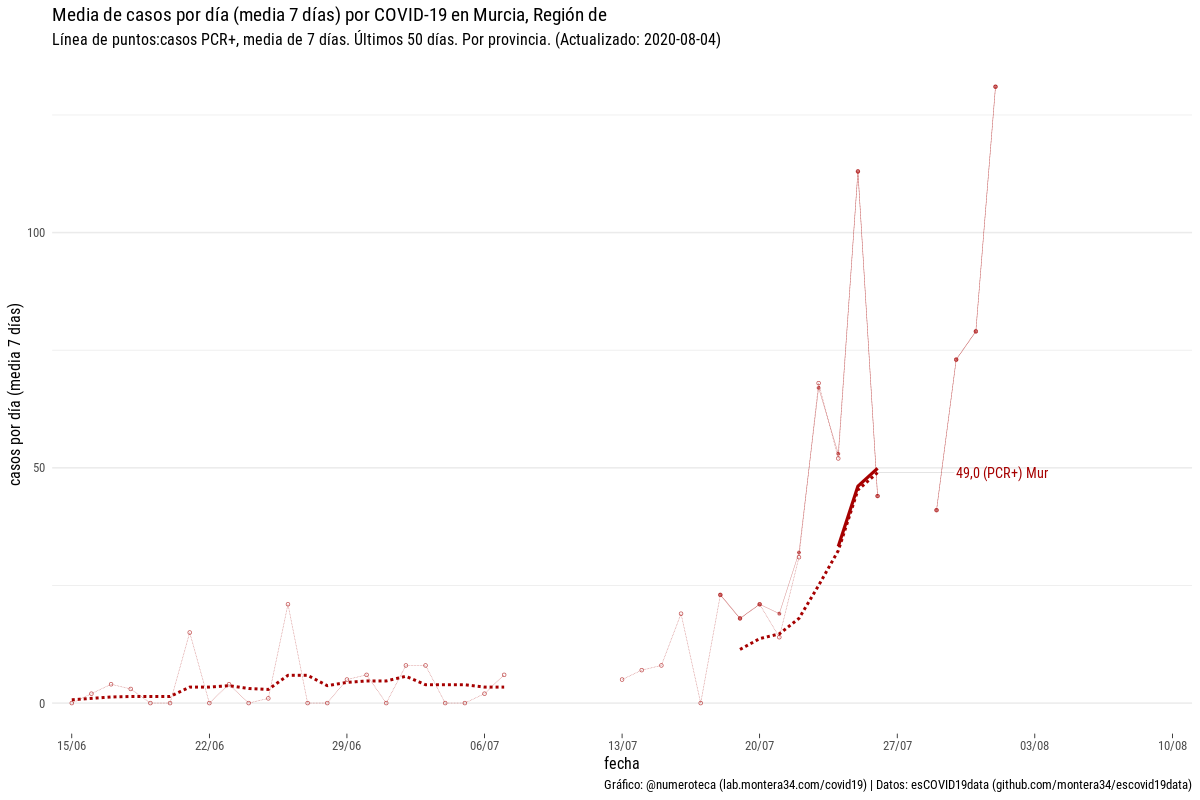 Media de casos por día (media 7 días) por COVID-19 en Murcia, Región de
Línea de puntos:casos PCR+, media de 7 días. Últimos 50 días. Por provincia. (Actualizado: 2020-08-04)
casos por día (media 7 días)
100
50
0
49,0 (PCR+) Mur
15/06
22/06
29/06
06/07
13/07
20/07
27/07
03/08
10/08
fecha
Gráfico: @numeroteca (lab.montera34.com/covid19) | Datos: esCOVID19data (github.com/montera34/escovid19data)